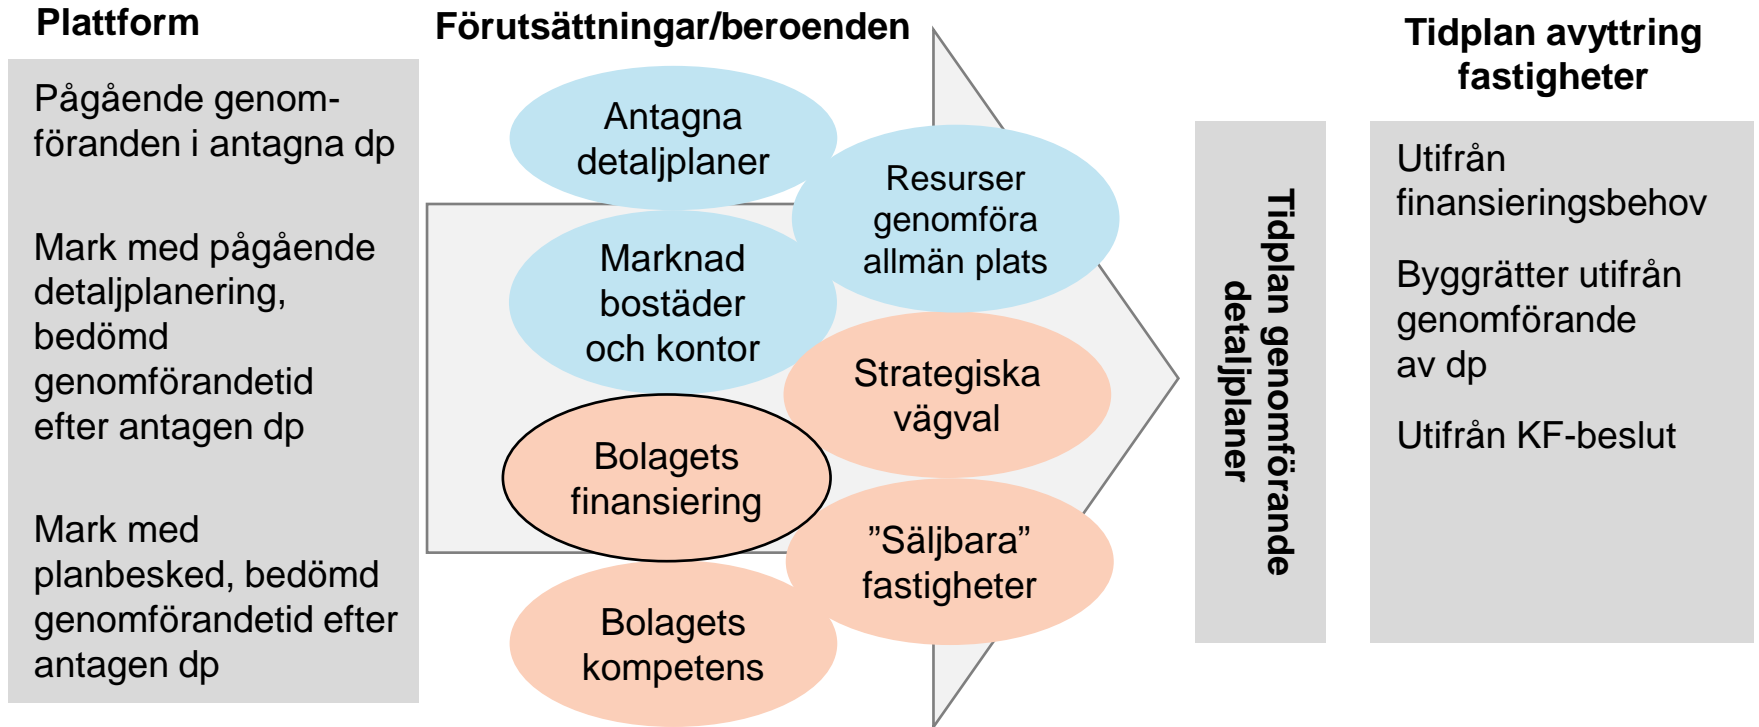 Plattform
Pågående genom-
föranden i antagna dp
Mark med pågående
detaljplanering,
bedömd
genomförandetid
efter antagen dp
Mark med
planbesked, bedömd
genomförandetid efter
antagen dp
Förutsättningar/beroenden
Antagna
detaljplaner
Resurser
genomföra
allmän plats
Marknad
bostäder
och kontor
Strategiska
vägval
Bolagets
finansiering
”Säljbara”
fastigheter
Bolagets
kompetens
Tidplan genomförande
detaljplaner
Tidplan avyttring
fastigheter
Utifrån
finansieringsbehov
Byggrätter utifrån
genomförande
av dp
Utifrån KF-beslut